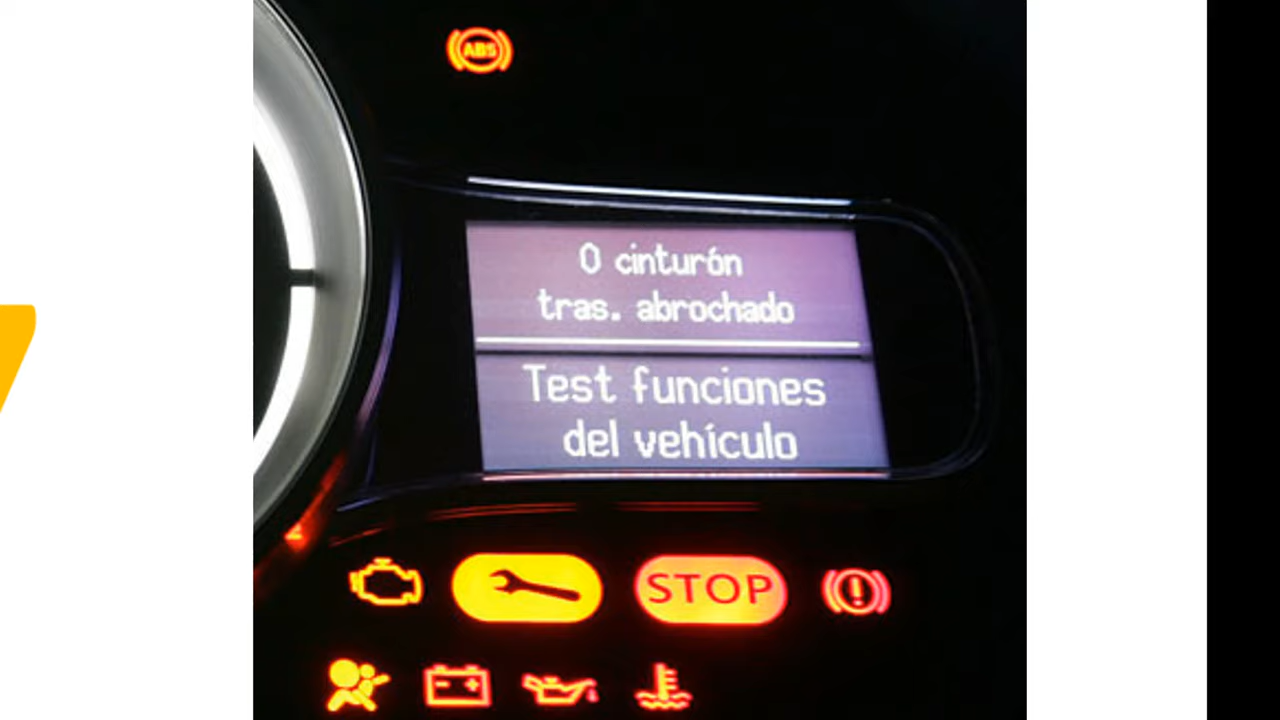 ABS
0 cinturón
tras. abrochado
Test funciones
del vehículo
STOP